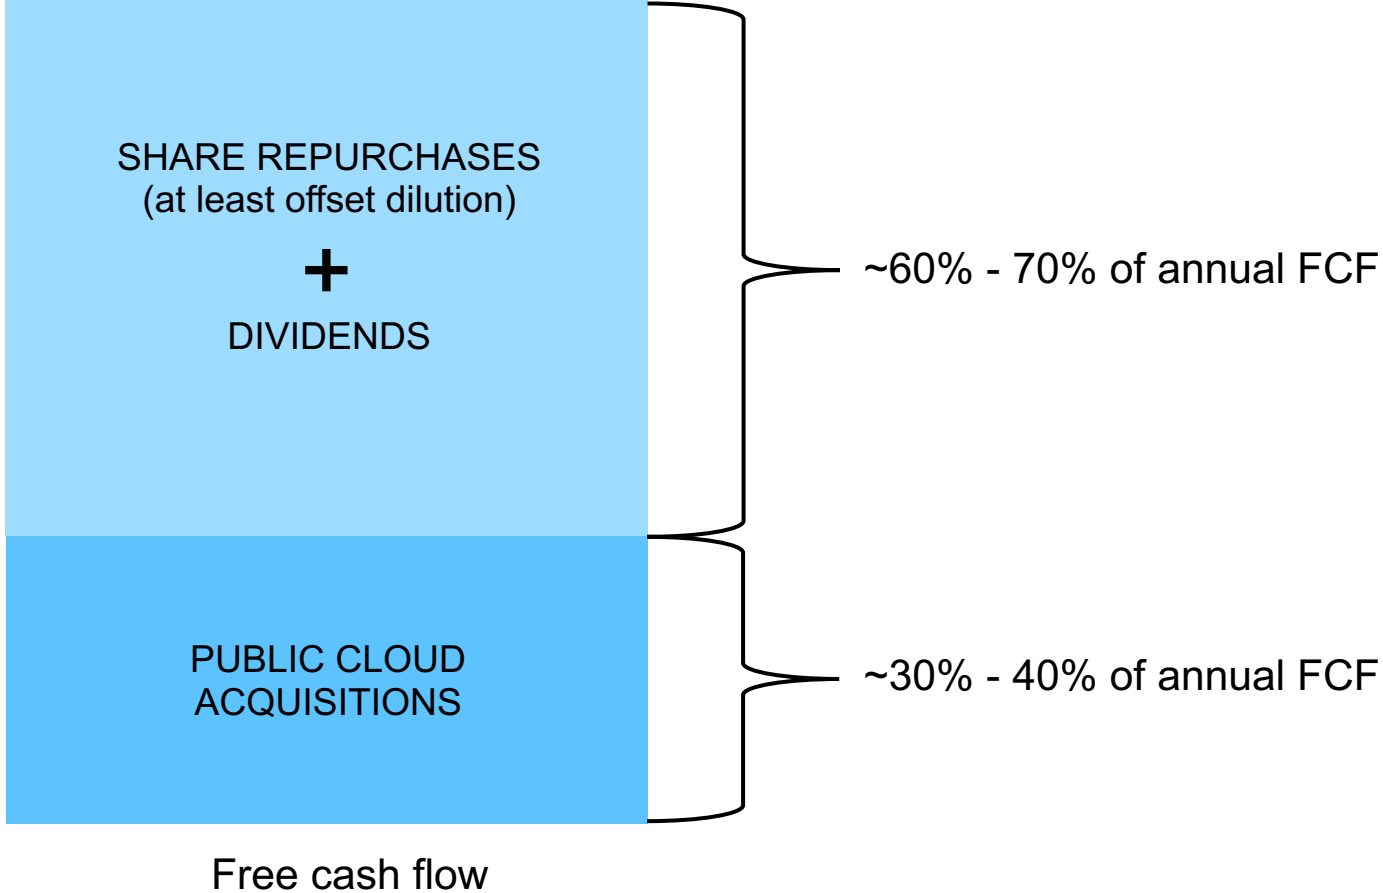 SHARE REPURCHASES
(at least offset dilution)
+
DIVIDENDS
~60% - 70% of annual FCF
PUBLIC CLOUD
ACQUISITIONS
~30% - 40% of annual FCF
Free cash flow